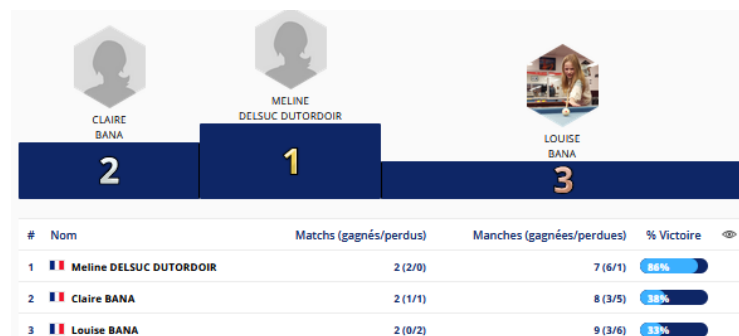 MELINE
DELSUC DUTORDOIR
CLAIRE
BANA
LOUISE
BANA
2
1
3
# Nom Matchs (gagnés/perdus) Manches (gagnées/perdues) % Victoire
1 Meline DELSUC DUTORDOIR 2 (2/0) 7 (6/1) 86%
2 Claire BANA 2 (1/1) 8 (3/5) 38%
3 Louise BANA 2 (0/2) 9 (3/6) 33%